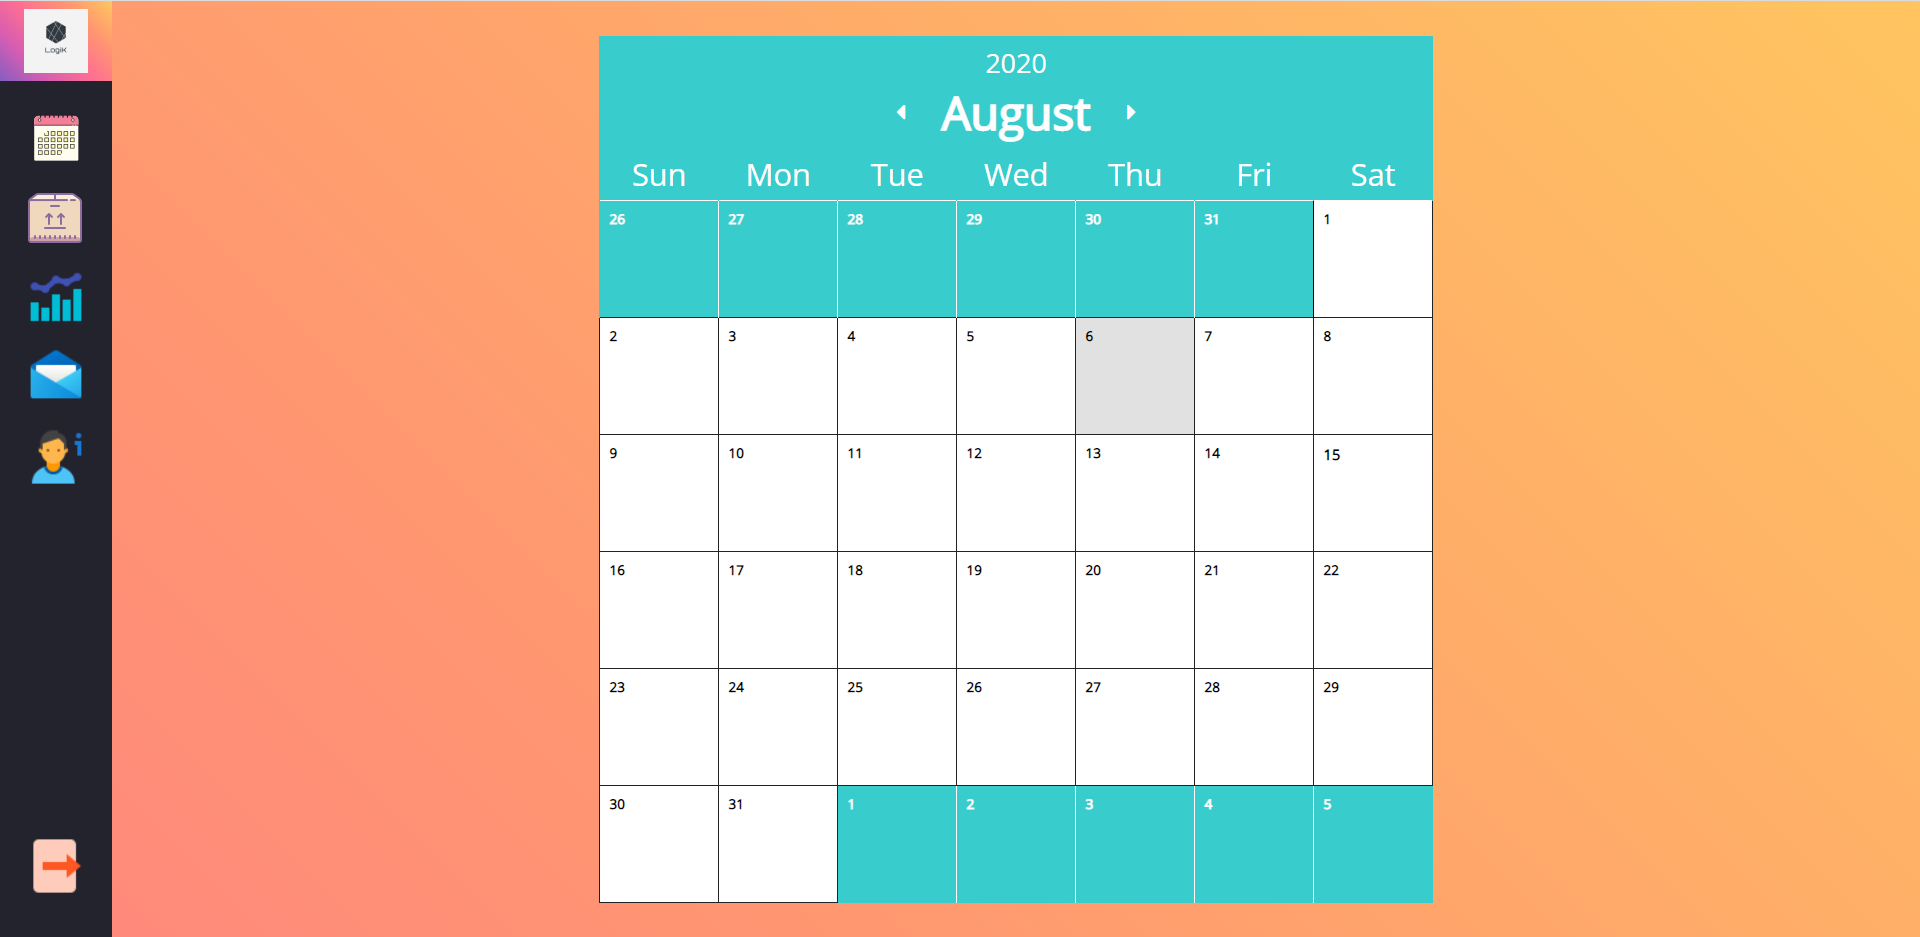 LogiK
2020
August
Sun Mon Tue Wed Thu Fri Sat
26 27 28 29 30 31 1
2 3 4 5 6 7 8
9 10 11 12 13 14 15
16 17 18 19 20 21 22
23 24 25 26 27 28 29
30 31 1 2 3 4 5